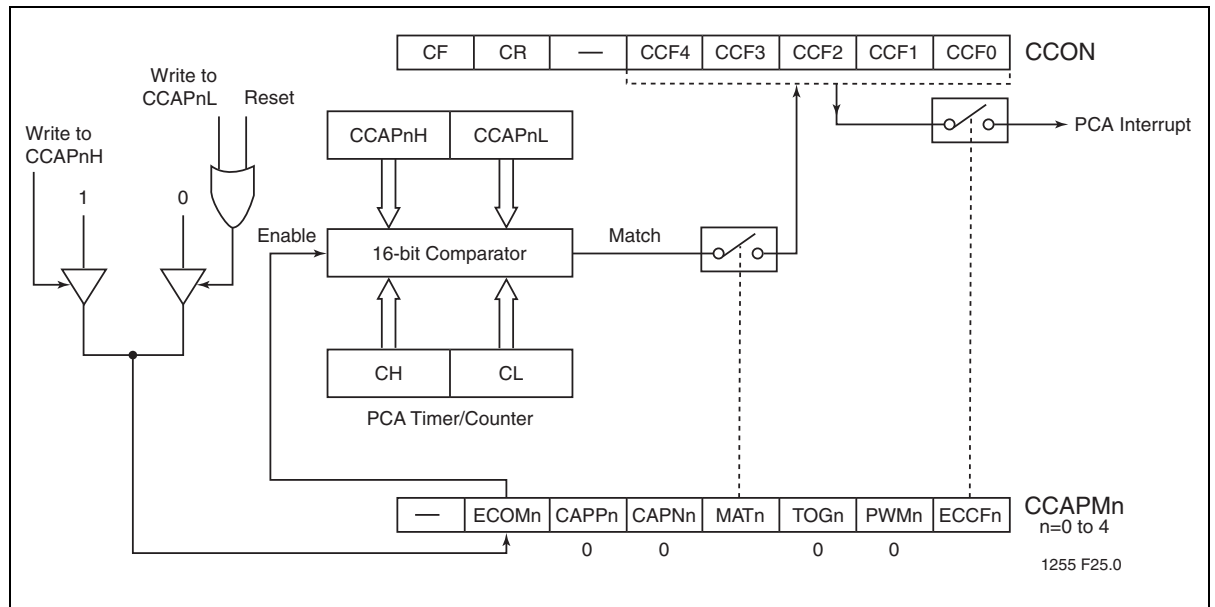 CF CR — CCF4 CCF3 CCF2 CCF1 CCF0 CCON
Write to
CCAPnL
Reset
Write to
CCAPnH
1
0
CCAPnH CCAPnL
PCA Interrupt
Enable
16-bit Comparator
Match
CH CL
PCA Timer/Counter
— ECOMn CAPPn CAPNn MATn TOGn PWMn ECCFn CCAPMn
n=0 to 4
0 0 0 0
1255 F25.0